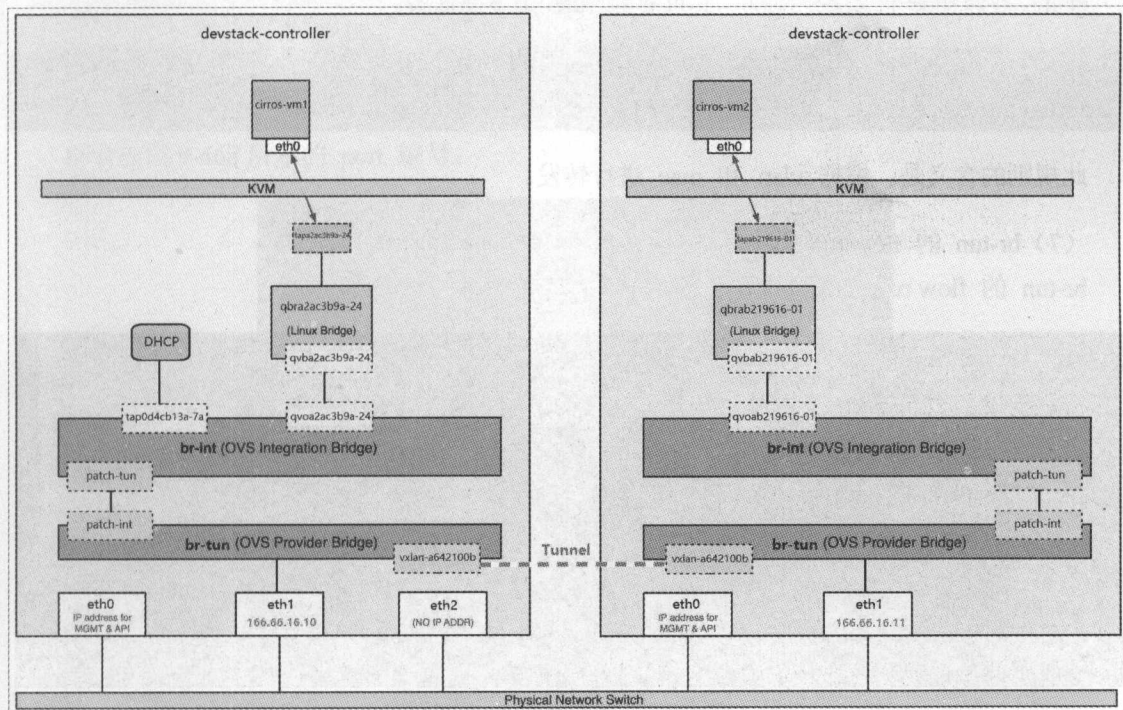 devstack-controller
cirros-vm1
eth0
KVM
tapa2ac3b9a-24
qbra2ac3b9a-24
(Linux Bridge)
qvba2ac3b9a-24
DHCP
tap0d4cb13a-7a
qvoa2ac3b9a-24
br-int (OVS Integration Bridge)
patch-tun
patch-int
br-tun (OVS Provider Bridge)
vxlan-a642100b
eth0
IP address for
MGMT & API
eth1
166.66.16.10
eth2
(NO IP ADDR)
Tunnel
devstack-controller
cirros-vm2
eth0
KVM
tapab219616-01
qbrab219616-01
(Linux Bridge)
qvbab219616-01
qvoab219616-01
br-int (OVS Integration Bridge)
patch-tun
patch-int
br-tun (OVS Provider Bridge)
vxlan-a642100b
eth0
IP address for
MGMT & API
eth1
166.66.16.11
Physical Network Switch